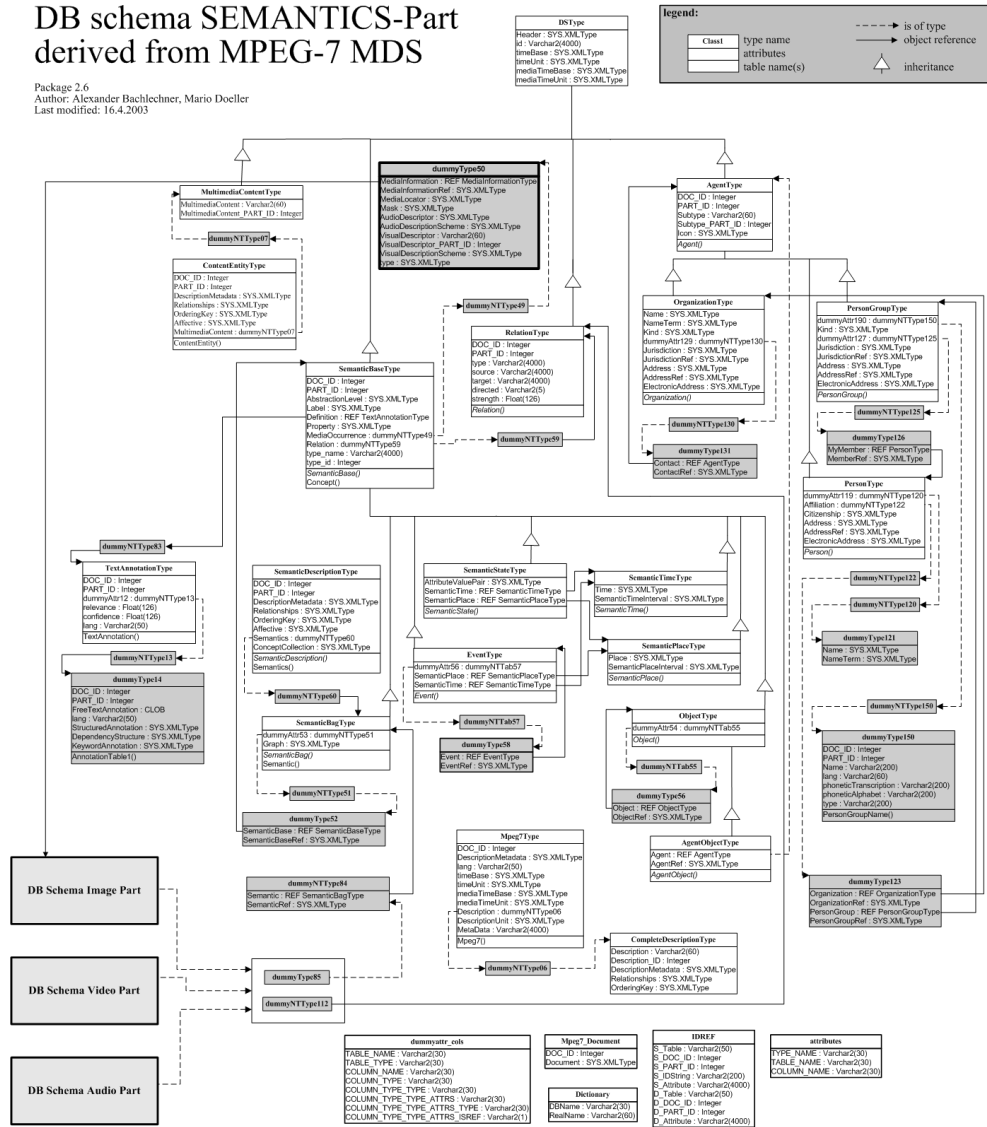 DB schema SEMANTICS-Part
derived from MPEG-7 MDS
Package 2.6
Author: Alexander Bachlechner, Mario Doeller
Last modified: 16.4.2003
legend:
Class1
type name
attributes
table name(s)
is of type
object reference
inheritance
DSType
Header : SYS.XMLType
id : Varchar2(4000)
timeBase : SYS.XMLType
timeUnit : SYS.XMLType
mediaTimeBase : SYS.XMLType
mediaTimeUnit : SYS.XMLType
MultimediaContentType
MultimediaContent : Varchar2(60)
MultimediaContent_PART_ID : Integer
dummyNTType07
ContentEntityType
DOC_ID : Integer
PART_ID : Integer
DescriptionMetadata : SYS.XMLType
Relationships : SYS.XMLType
OrderingKey : SYS.XMLType
Affective : SYS.XMLType
MultimediaContent : dummyNTType07
ContentEntity()
dummyType50
MediaInformation : REF MediaInformationType
MediaInformationRef : SYS.XMLType
MediaLocator : SYS.XMLType
Mask : SYS.XMLType
AudioDescriptor : SYS.XMLType
AudioDescriptionScheme : SYS.XMLType
VisualDescriptor : Varchar2(60)
VisualDescriptor_PART_ID : Integer
VisualDescriptionScheme : SYS.XMLType
type : SYS.XMLType
dummyNTType49
AgentType
DOC_ID : Integer
PART_ID : Integer
Subtype : Varchar2(60)
Subtype_PART_ID : Integer
Icon : SYS.XMLType
Agent()
RelationType
DOC_ID : Integer
PART_ID : Integer
type : Varchar2(4000)
source : Varchar2(4000)
target : Varchar2(4000)
directed : Varchar2(5)
strength : Float(126)
Relation()
dummyNTType59
OrganizationType
Name : SYS.XMLType
NameTerm : SYS.XMLType
Kind : SYS.XMLType
dummyAttr129 : dummyNTType130
Jurisdiction : SYS.XMLType
JurisdictionRef : SYS.XMLType
Address : SYS.XMLType
AddressRef : SYS.XMLType
ElectronicAddress : SYS.XMLType
Organization()
dummyNTType130
dummyType131
Contact : REF AgentType
ContactRef : SYS.XMLType
PersonGroupType
dummyAttr190 : dummyNTType150
Kind : SYS.XMLType
dummyAttr127 : dummyNTType125
Jurisdiction : SYS.XMLType
JurisdictionRef : SYS.XMLType
Address : SYS.XMLType
AddressRef : SYS.XMLType
ElectronicAddress : SYS.XMLType
PersonGroup()
dummyNTType125
dummyType126
MyMember : REF PersonType
MemberRef : SYS.XMLType
PersonType
dummyAttr119 : dummyNTType120
Affiliation : dummyNTType122
Citizenship : SYS.XMLType
Address : SYS.XMLType
AddressRef : SYS.XMLType
ElectronicAddress : SYS.XMLType
Person()
dummyNTType122
dummyNTType120
dummyType121
Name : SYS.XMLType
NameTerm : SYS.XMLType
dummyNTType150
dummyType150
DOC_ID : Integer
PART_ID : Integer
Name : Varchar2(200)
lang : Varchar2(60)
phoneticTranscription : Varchar2(200)
phoneticAlphabet : Varchar2(200)
type : Varchar2(200)
PersonGroupName()
dummyType123
Organization : REF OrganizationType
OrganizationRef : SYS.XMLType
PersonGroup : REF PersonGroupType
PersonGroupRef : SYS.XMLType
SemanticBaseType
DOC_ID : Integer
PART_ID : Integer
AbstractionLevel : SYS.XMLType
Label : SYS.XMLType
Definition : REF TextAnnotationType
Property : SYS.XMLType
MediaOccurrence : dummyNTType49
Relation : dummyNTType59
type_name : Varchar2(4000)
type_id : Integer
SemanticBase()
Concept()
dummyNTType83
TextAnnotationType
DOC_ID : Integer
PART_ID : Integer
dummyAttr12 : dummyNTType13
relevance : Float(126)
confidence : Float(126)
lang : Varchar2(50)
TextAnnotation()
dummyNTType13
dummyType14
DOC_ID : Integer
PART_ID : Integer
FreeTextAnnotation : CLOB
lang : Varchar2(50)
StructuredAnnotation : SYS.XMLType
DependencyStructure : SYS.XMLType
KeywordAnnotation : SYS.XMLType
AnnotationTable1()
SemanticDescriptionType
DOC_ID : Integer
PART_ID : Integer
DescriptionMetadata : SYS.XMLType
Relationships : SYS.XMLType
OrderingKey : SYS.XMLType
Affective : SYS.XMLType
Semantics : dummyNTType60
ConceptCollection : SYS.XMLType
SemanticDescription()
Semantics()
dummyNTType60
SemanticBagType
dummyAttr53 : dummyNTType51
Graph : SYS.XMLType
SemanticBag()
Semantic()
dummyNTType51
dummyType52
SemanticBase : REF SemanticBaseType
SemanticBaseRef : SYS.XMLType
dummyNTType84
Semantic : REF SemanticBagType
SemanticRef : SYS.XMLType
SemanticStateType
AttributeValuePair : SYS.XMLType
SemanticTime : REF SemanticTimeType
SemanticPlace : REF SemanticPlaceType
SemanticState()
SemanticTimeType
Time : SYS.XMLType
SemanticTimeInterval : SYS.XMLType
SemanticTime()
EventType
dummyAttr56 : dummyNTTab57
SemanticPlace : REF SemanticPlaceType
SemanticTime : REF SemanticTimeType
Event()
SemanticPlaceType
Place : SYS.XMLType
SemanticPlaceInterval : SYS.XMLType
SemanticPlace()
dummyNTTab57
dummyType58
Event : REF EventType
EventRef : SYS.XMLType
ObjectType
dummyAttr54 : dummyNTTab55
Object()
dummyNTTab55
dummyType56
Object : REF ObjectType
ObjectRef : SYS.XMLType
AgentObjectType
Agent : REF AgentType
AgentRef : SYS.XMLType
AgentObject()
Mpeg7Type
DOC_ID : Integer
DescriptionMetadata : SYS.XMLType
lang : Varchar2(50)
timeBase : SYS.XMLType
timeUnit : SYS.XMLType
mediaTimeBase : SYS.XMLType
mediaTimeUnit : SYS.XMLType
Description : dummyNTType06
DescriptionUnit : SYS.XMLType
MetaData : Varchar2(4000)
Mpeg7()
dummyNTType06
CompleteDescriptionType
Description : Varchar2(60)
Description_ID : Integer
DescriptionMetadata : SYS.XMLType
Relationships : SYS.XMLType
OrderingKey : SYS.XMLType
DB Schema Image Part
DB Schema Video Part
DB Schema Audio Part
dummyType85
dummyNTType112
dummyattr_cols
TABLE_NAME : Varchar2(30)
TABLE_TYPE : Varchar2(30)
COLUMN_NAME : Varchar2(30)
COLUMN_TYPE : Varchar2(30)
COLUMN_TYPE_TYPE : Varchar2(30)
COLUMN_TYPE_TYPE_ATTRS : Varchar2(30)
COLUMN_TYPE_TYPE_ATTRS_TYPE : Varchar2(30)
COLUMN_TYPE_TYPE_ATTRS_ISREF : Varchar2(1)
Mpeg7_Document
DOC_ID : Integer
Document : SYS.XMLType
Dictionary
DBName : Varchar2(30)
RealName : Varchar2(60)
IDREF
S_Table : Varchar2(50)
S_DOC_ID : Integer
S_PART_ID : Integer
S_IDString : Varchar2(200)
S_Attribute : Varchar2(4000)
D_Table : Varchar2(50)
D_DOC_ID : Integer
D_PART_ID : Integer
D_Attribute : Varchar2(4000)
attributes
TYPE_NAME : Varchar2(30)
TABLE_NAME : Varchar2(30)
COLUMN_NAME : Varchar2(30)